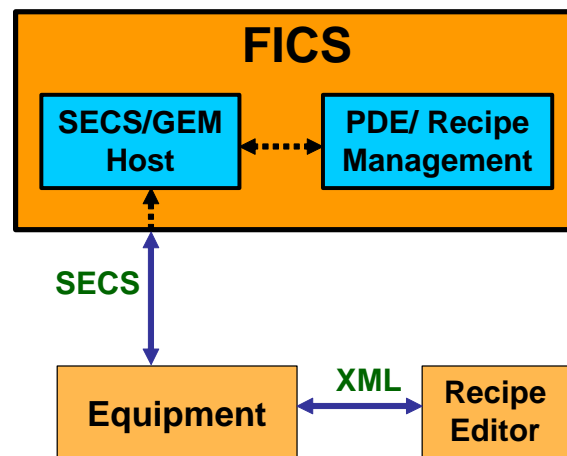 FICS
SECS/GEM
Host
PDE/ Recipe
Management
SECS
Equipment
XML
Recipe
Editor